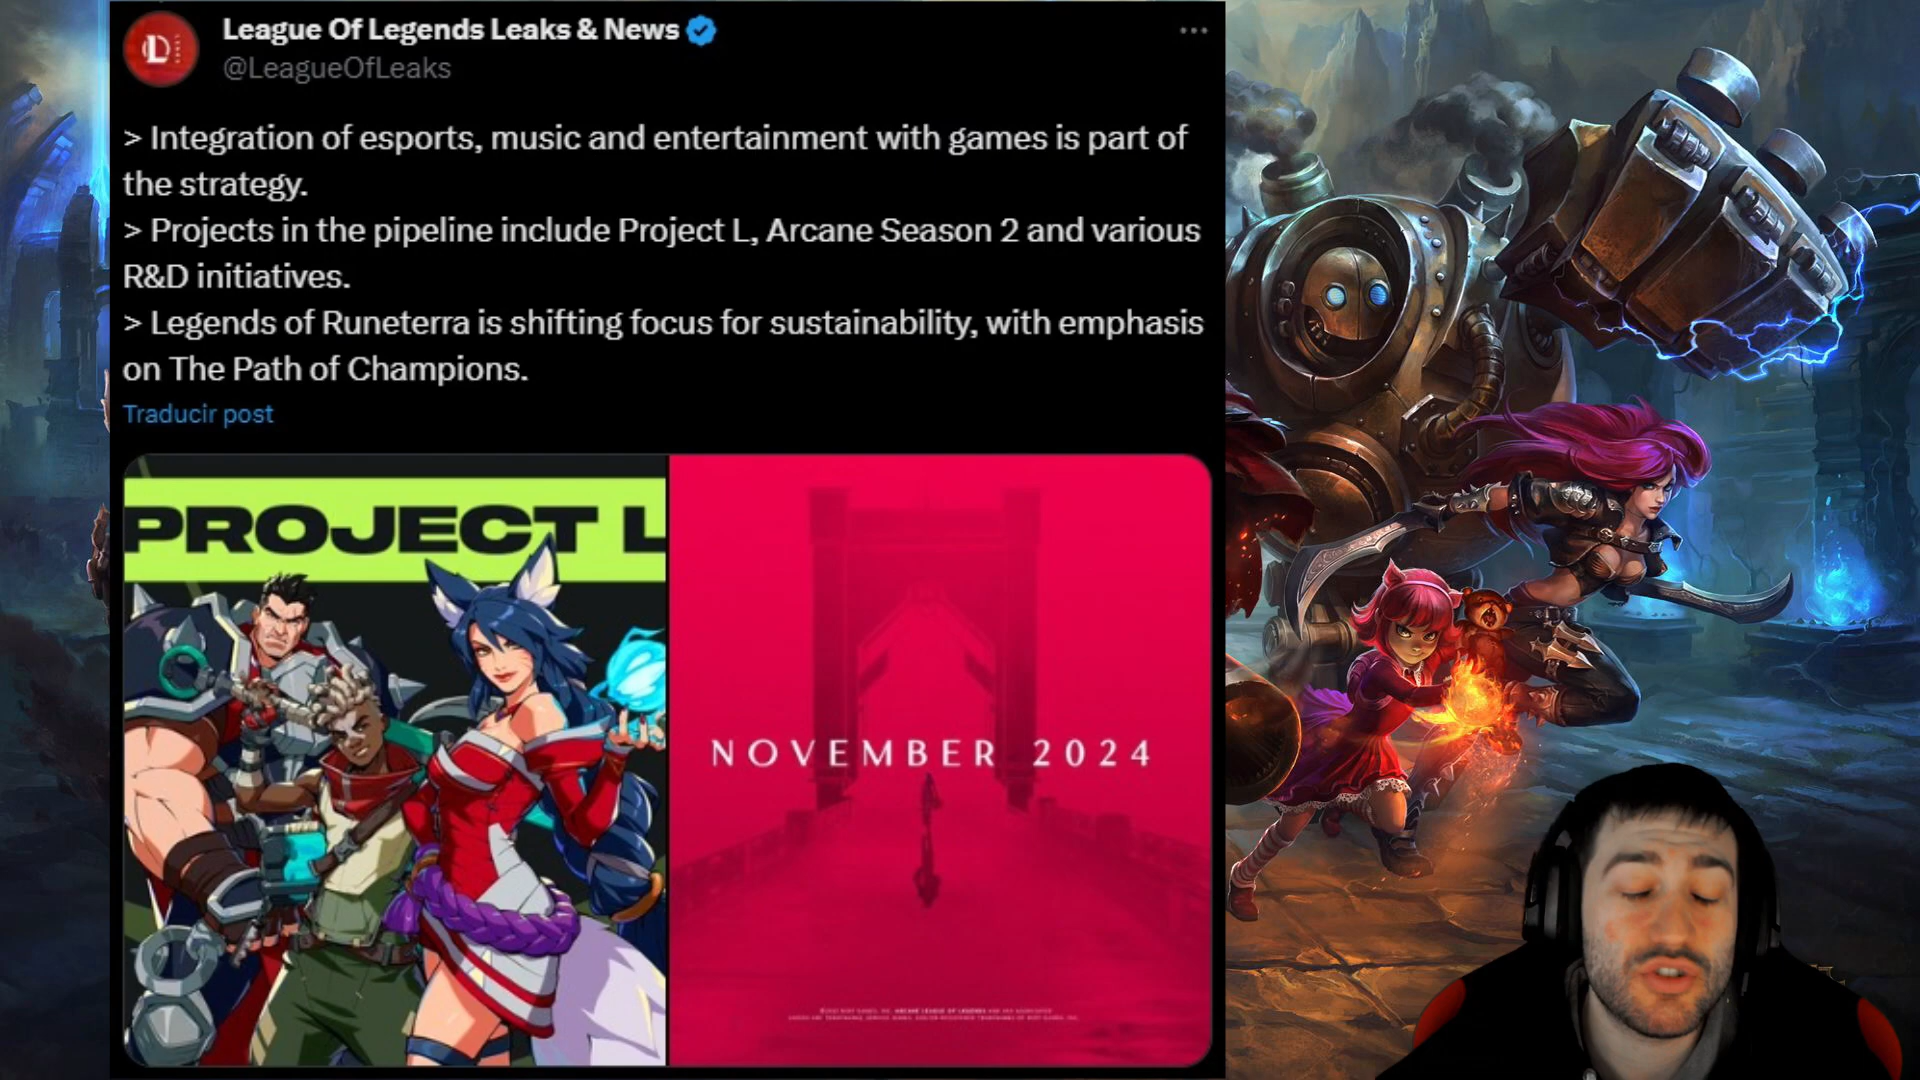 League Of Legends Leaks & News
@LeagueOfLeaks
> Integration of esports, music and entertainment with games is part of
the strategy.
> Projects in the pipeline include Project L, Arcane Season 2 and various
R&D initiatives.
> Legends of Runeterra is shifting focus for sustainability, with emphasis
on The Path of Champions.
Traducir post
PROJECT L
NOVEMBER 2024